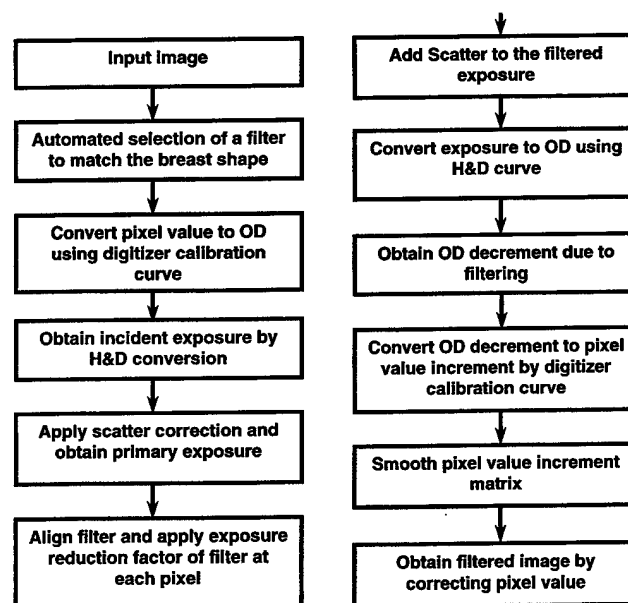 Input image
Automated selection of a filter
to match the breast shape
Convert pixel value to OD
using digitizer calibration
curve
Obtain incident exposure by
H&D conversion
Apply scatter correction and
obtain primary exposure
Align filter and apply exposure
reduction factor of filter at
each pixel
Add Scatter to the filtered
exposure
Convert exposure to OD using
H&D curve
Obtain OD decrement due to
filtering
Convert OD decrement to pixel
value increment by digitizer
calibration curve
Smooth pixel value increment
matrix
Obtain filtered image by
correcting pixel value